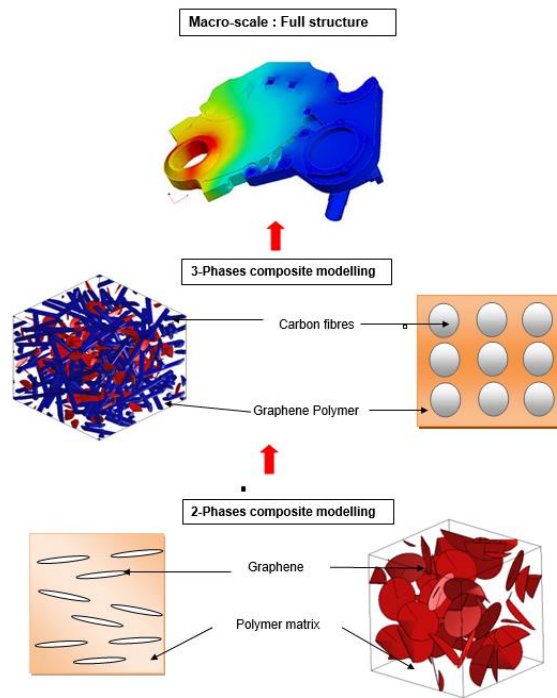 Macro-scale : Full structure
3-Phases composite modelling
Carbon fibres
Graphene Polymer
2-Phases composite modelling
Graphene
Polymer matrix